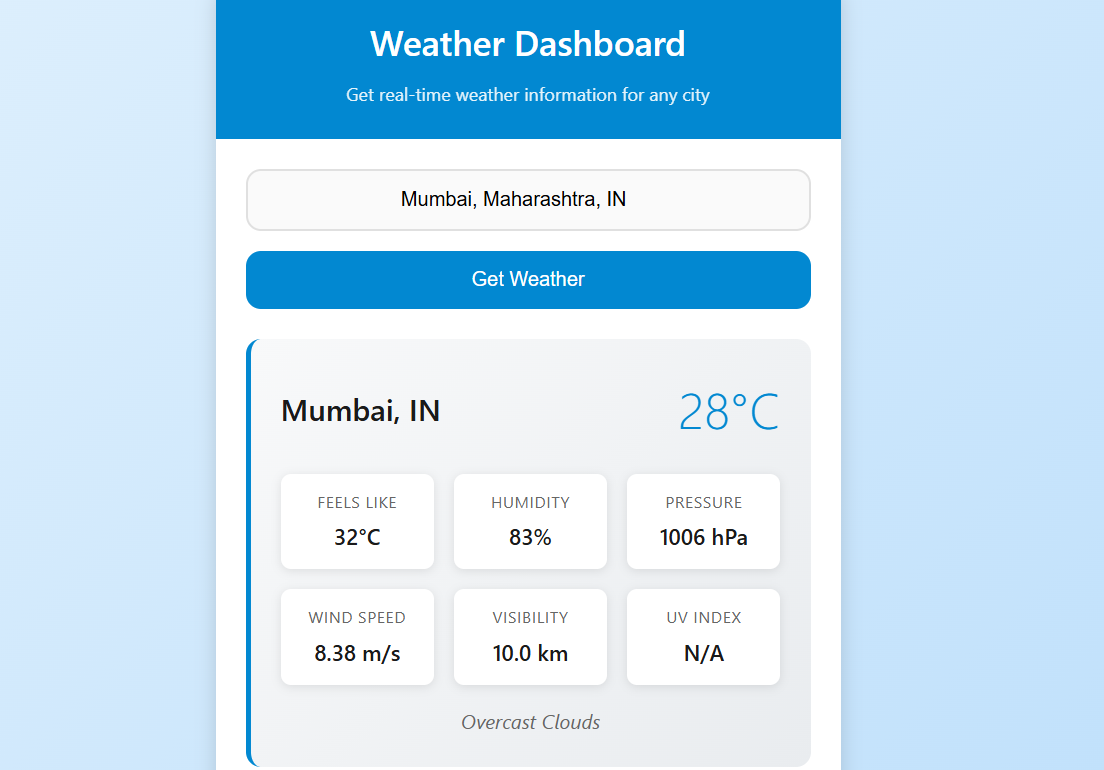 Weather Dashboard
Get real-time weather information for any city
Mumbai, Maharashtra, IN
Get Weather
Mumbai, IN
28°C
FEELS LIKE
32°C
HUMIDITY
83%
PRESSURE
1006 hPa
WIND SPEED
8.38 m/s
VISIBILITY
10.0 km
UV INDEX
N/A
Overcast Clouds